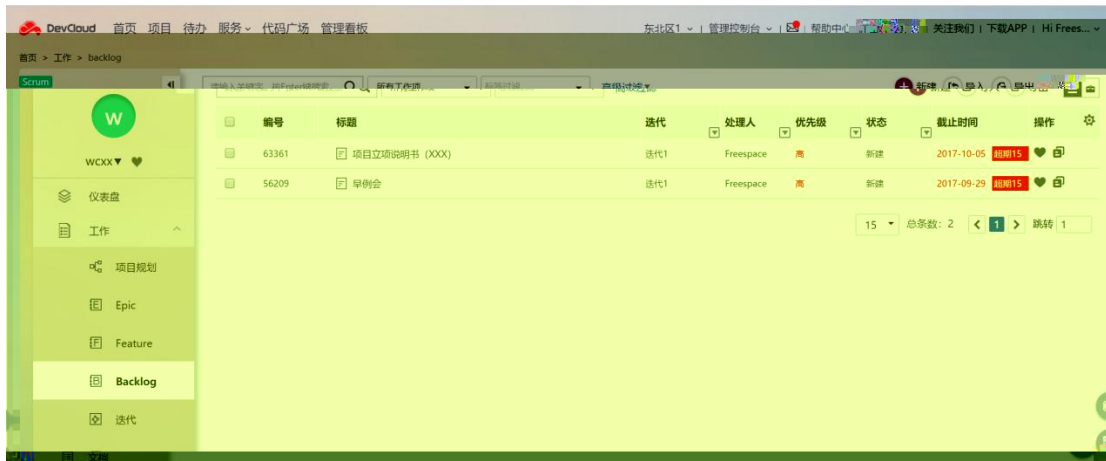 DevCloud 首页 项目 待办 服务 代码广场 管理看板 东北区1 | 管理控制台 | 帮助中心 关注我们 | 下载APP | Hi Frees...
首页 > 工作 > backlog
Scrum
所有工作项... 高级过滤 新建 导入 导出
W
编号 标题 迭代 处理人 优先级 状态 截止时间 操作
63361 项目立项说明书 (XXX) 迭代1 Freespace 高 新建 2017-10-05 超期15
WCXX
56209 早例会 迭代1 Freespace 高 新建 2017-09-29 超期15
仪表盘
15 总条数: 2 1 跳转 1
工作
项目规划
Epic
Feature
Backlog
迭代
文档